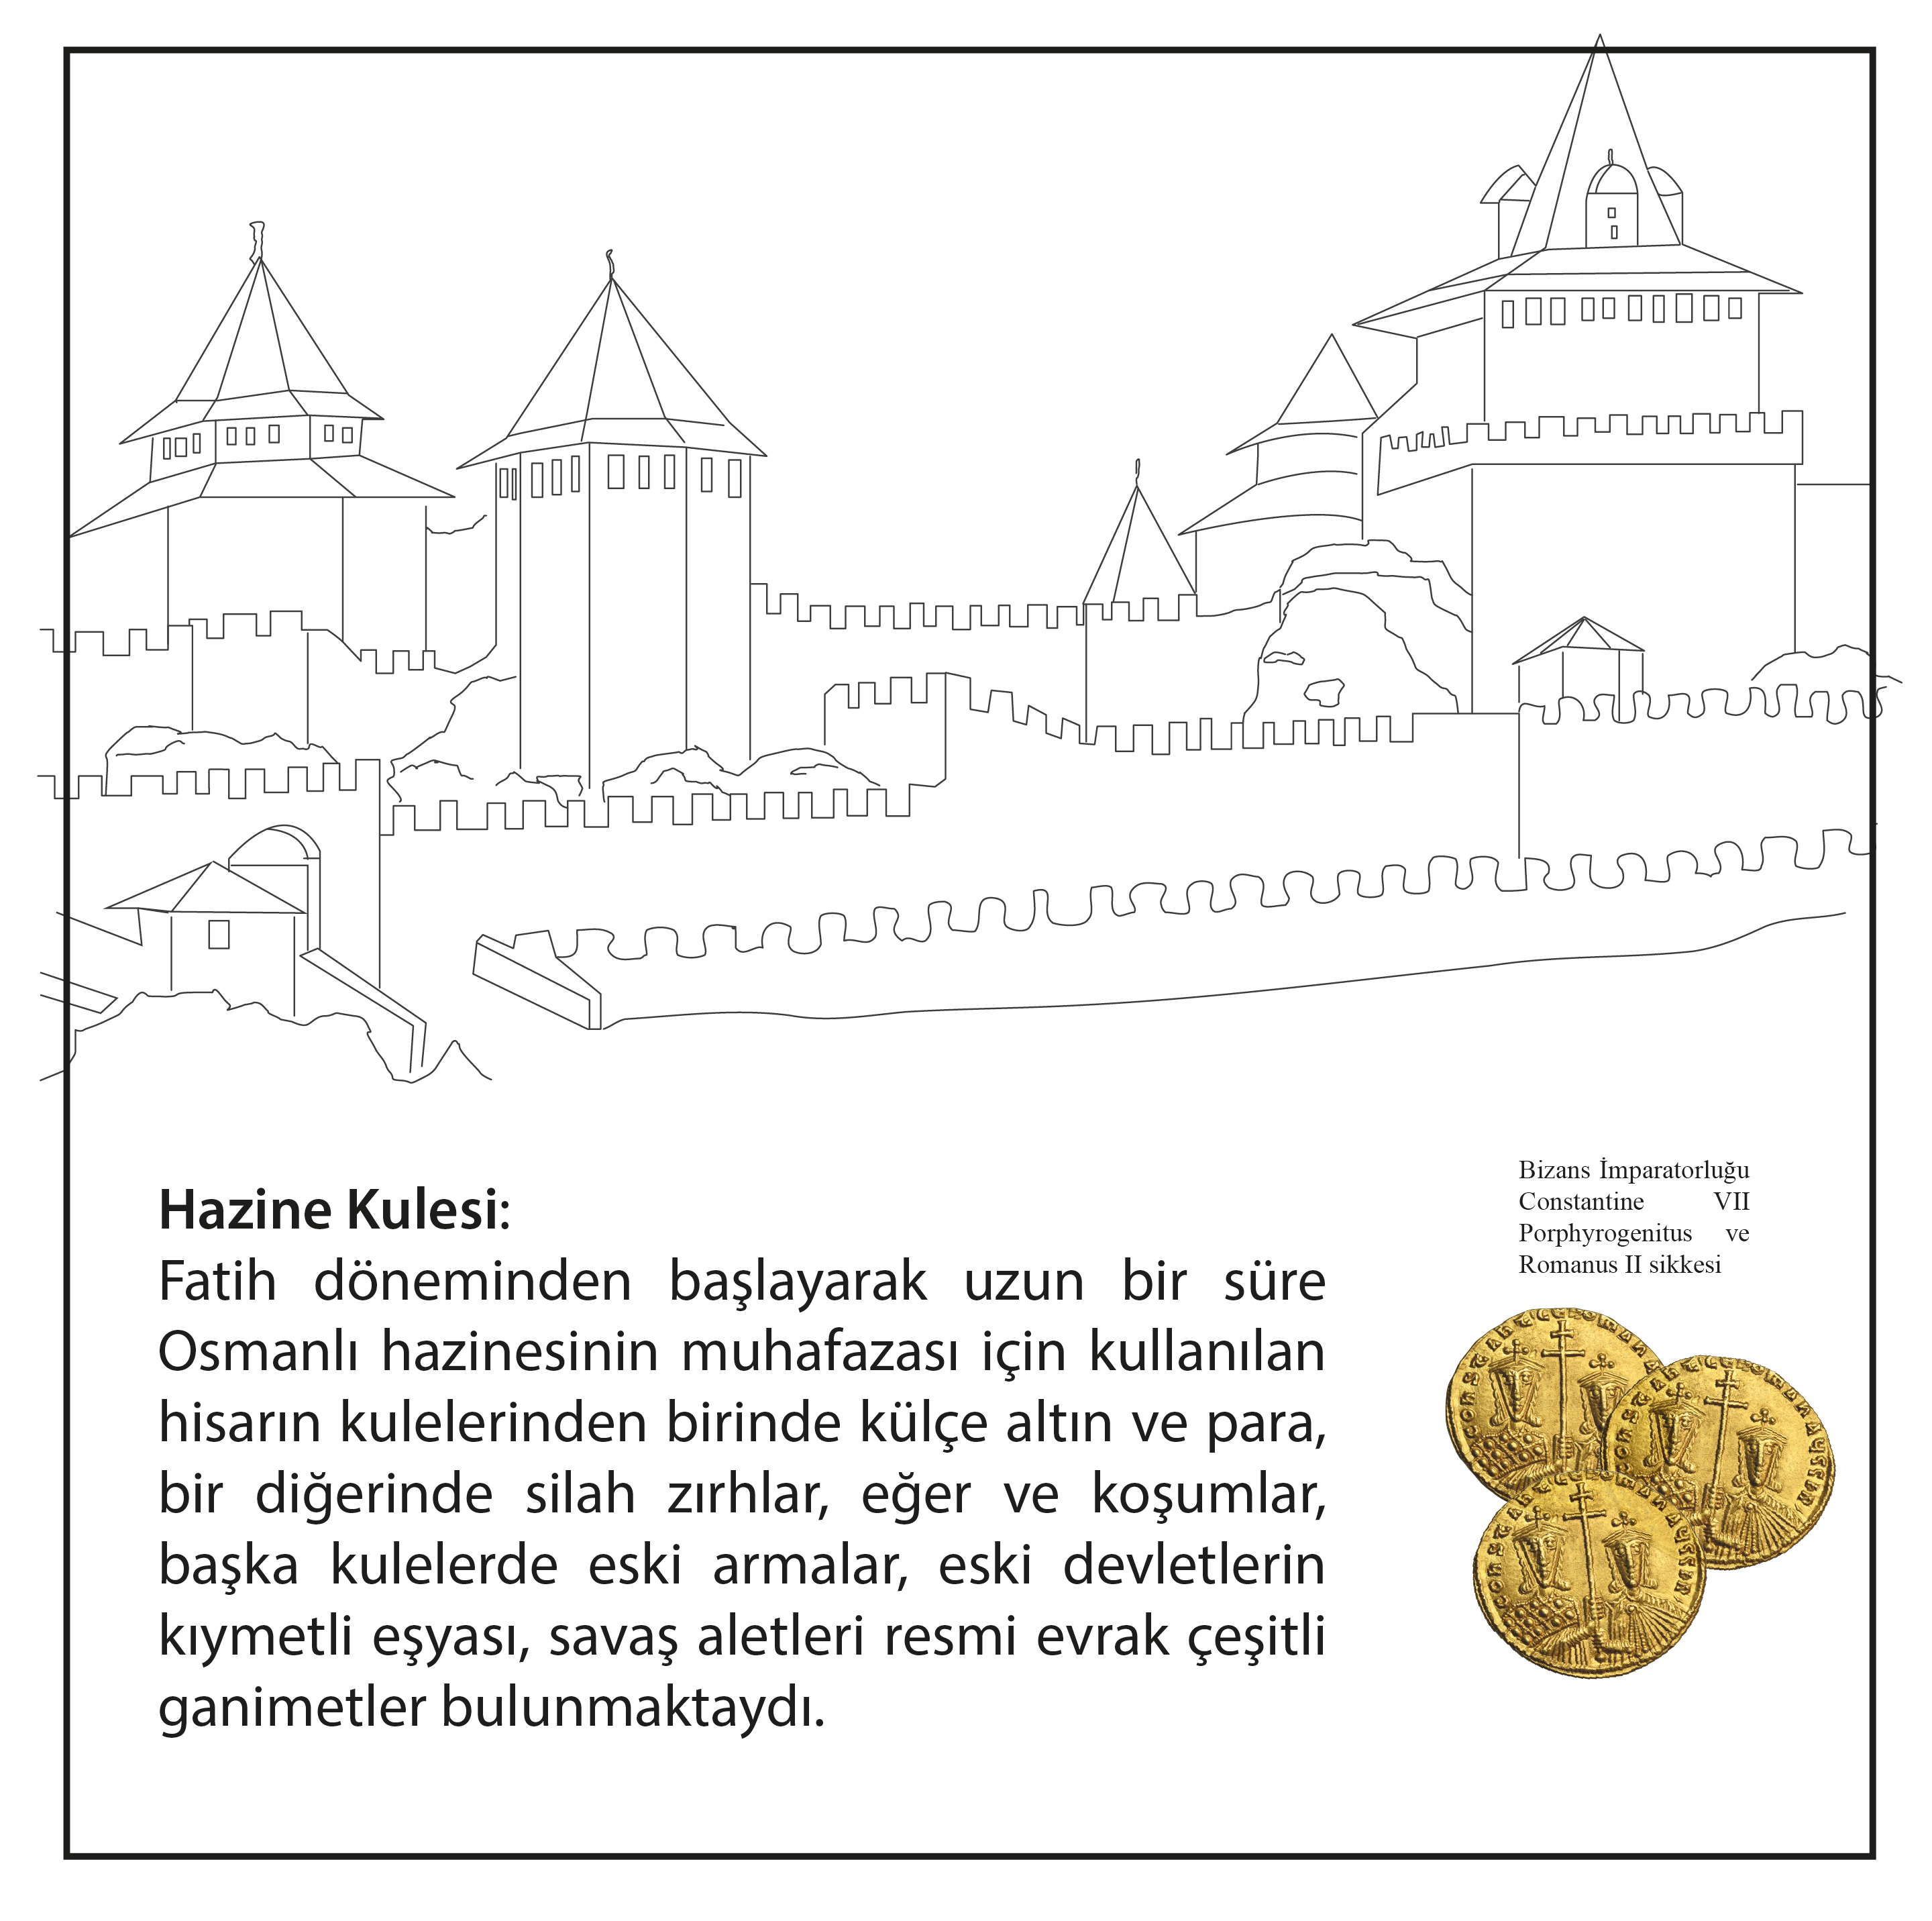 Bizans İmparatorluğu
Constantine VII
Porphyrogenitus ve
Romanus II sikkesi
Hazine Kulesi:
Fatih döneminden başlayarak uzun bir süre
Osmanlı hazinesinin muhafazası için kullanılan
hisarın kulelerinden birinde külçe altın ve para,
bir diğerinde silah zırhlar, eğer ve koşumlar,
başka kulelerde eski armalar, eski devletlerin
kıymetli eşyası, savaş aletleri resmi evrak çeşitli
ganimetler bulunmaktaydı.